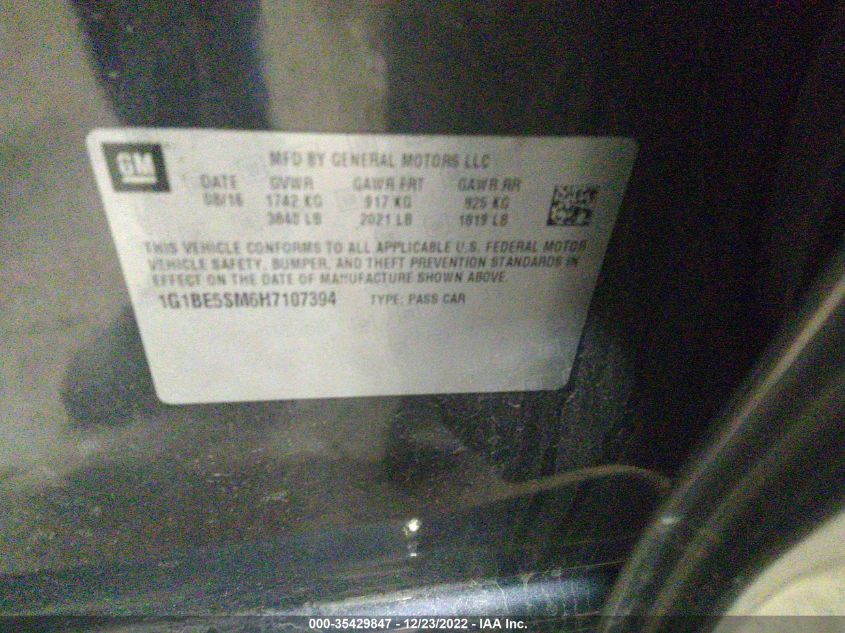 GM
MFD BY GENERAL MOTORS LLC
DATE GVWR GAWR FRT GAWR RR
08/16 1742 KG 917 KG 925 KG
3840 LB 2021 LB 1819 LB
THIS VEHICLE CONFORMS TO ALL APPLICABLE U.S. FEDERAL MOTOR
VEHICLE SAFETY, BUMPER, AND THEFT PREVENTION STANDARDS IN
EFFECT ON THE DATE OF MANUFACTURE SHOWN ABOVE.
1G1BE5SM6H7107394 TYPE: PASS CAR
000-35429847 - 12/23/2022 - IAA Inc.